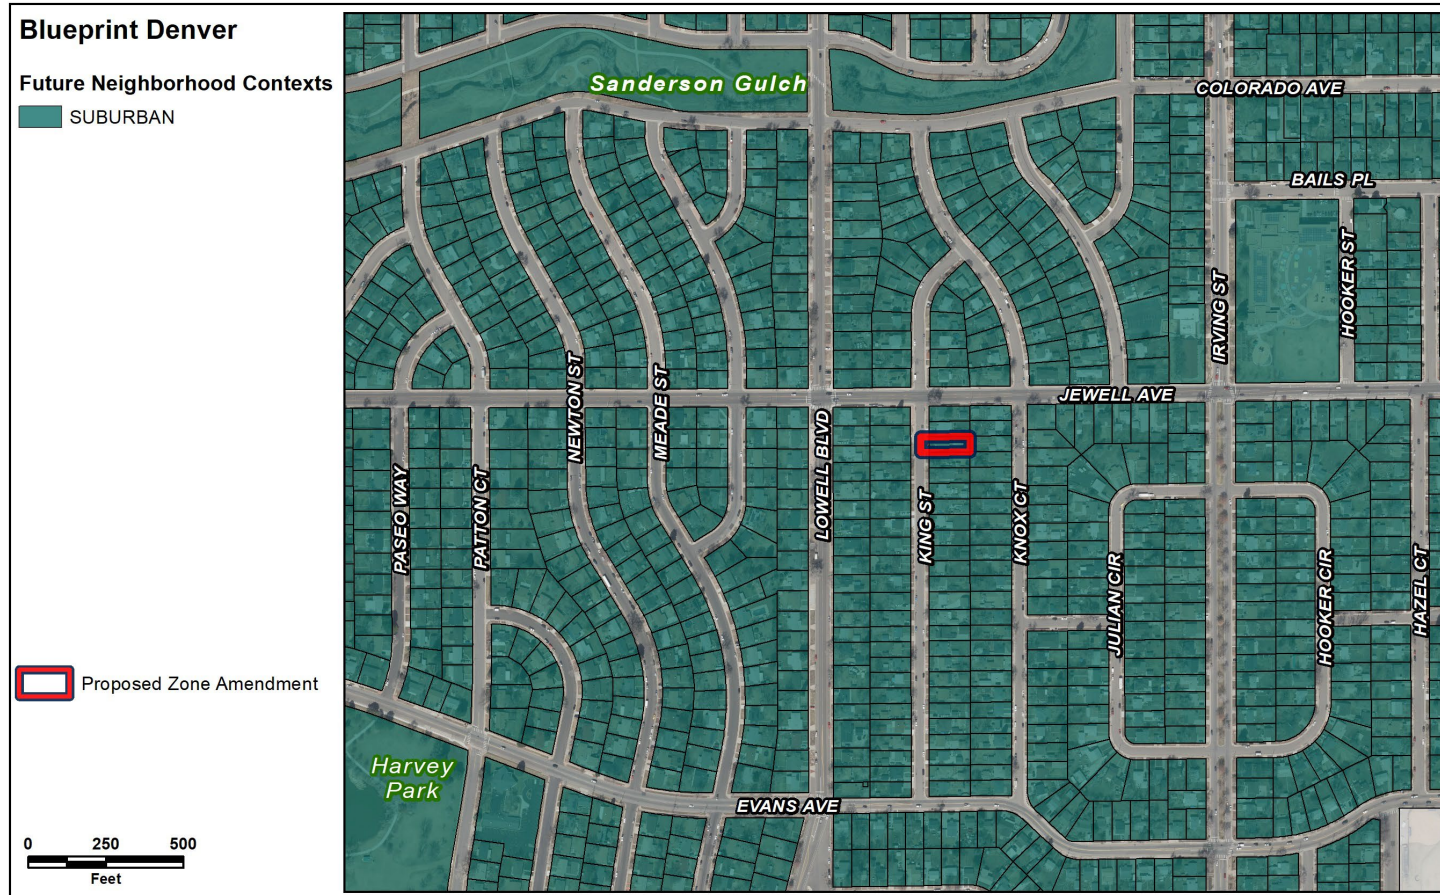 Blueprint Denver
Future Neighborhood Contexts
SUBURBAN
Proposed Zone Amendment
0 250 500
Feet
Sanderson Gulch
COLORADO AVE
BAILS PL
HOOKER ST
IRVING ST
NEWTON ST
MEADE ST
JEWELL AVE
LOWELL BLVD
PASEO WAY
PATTON CT
KING ST
KNOX CT
JULIAN CIR
HOOKER CIR
HAZEL CT
Harvey
Park
EVANS AVE